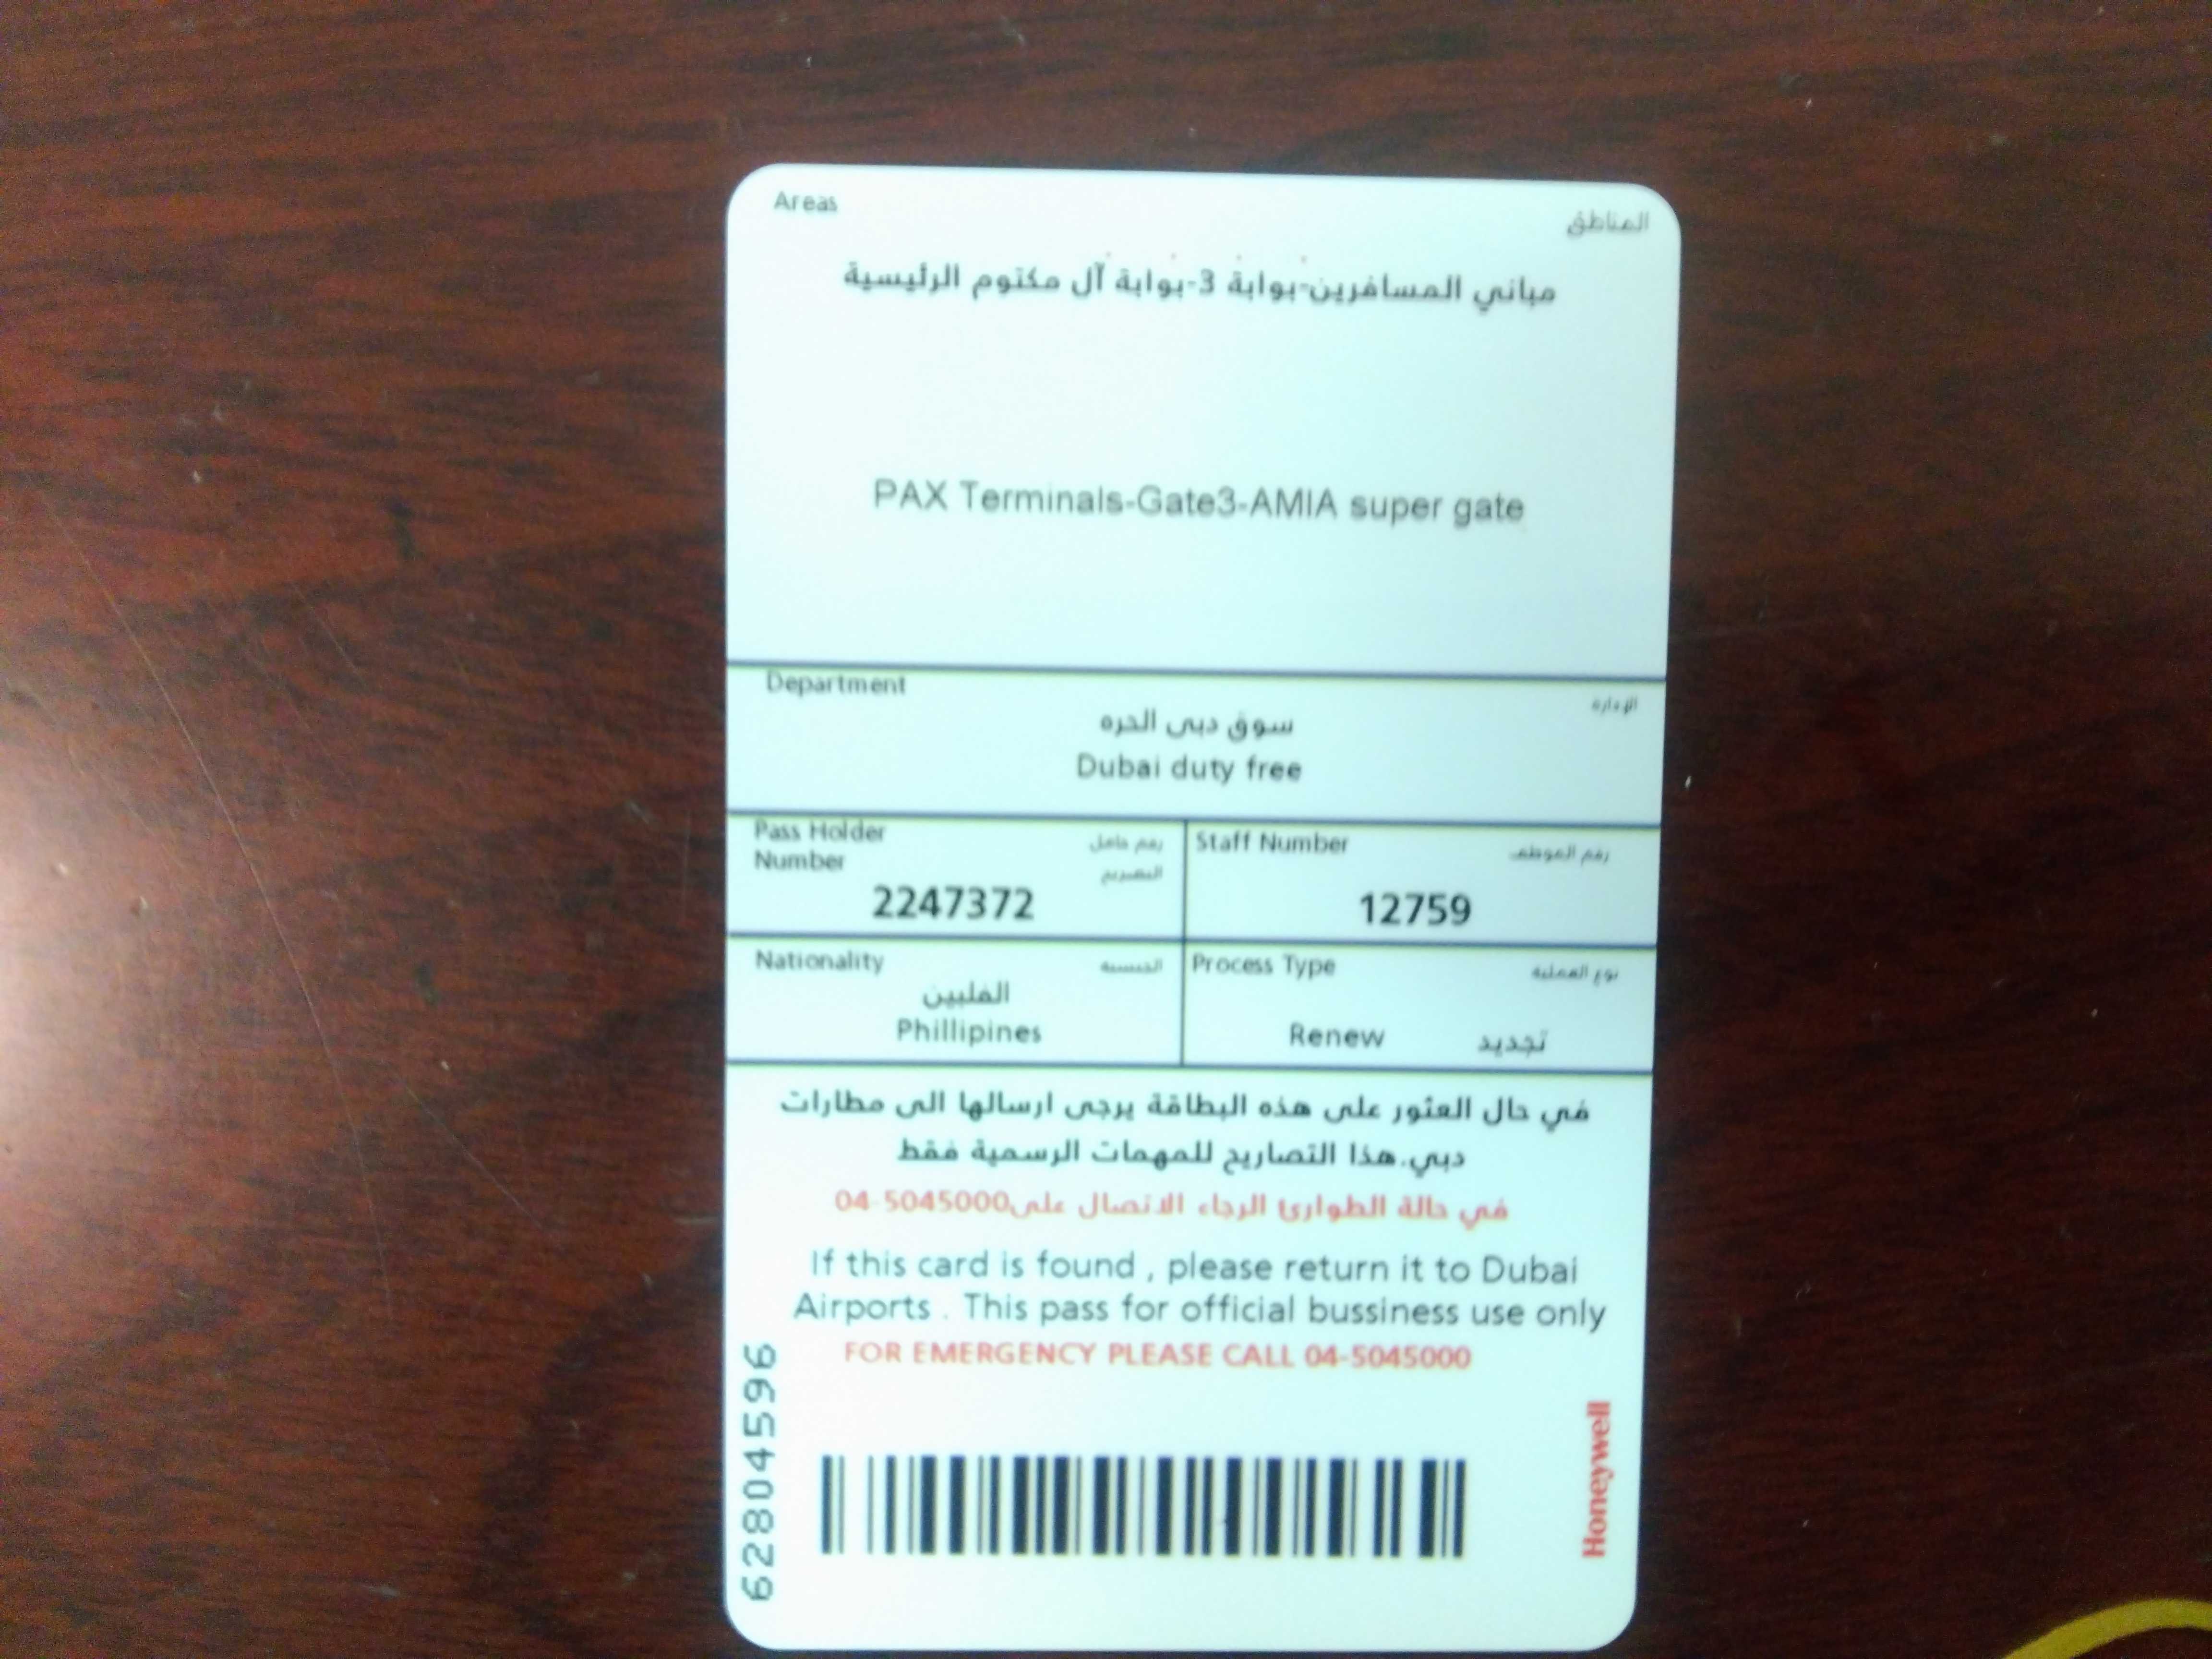 Areas
المناطق
مباني المسافرين-بوابة 3-بوابة آل مكتوم الرئيسية
PAX Terminals-Gate3-AMIA super gate
Department
الإدارة
سوق دبى الحره
Dubai duty free
Pass Holder
Number
رقم حامل
التصريح
2247372
Staff Number
رقم الموظف
12759
Nationality
الجنسية
الفلبين
Phillipines
Process Type
نوع العملية
Renew تجديد
في حال العثور على هذه البطاقة يرجى ارسالها الى مطارات
دبي.هذا التصاريح للمهمات الرسمية فقط
في حالة الطوارئ الرجاء الاتصال على04-5045000
If this card is found , please return it to Dubai
Airports . This pass for official bussiness use only
FOR EMERGENCY PLEASE CALL 04-5045000
62804596
Honeywell